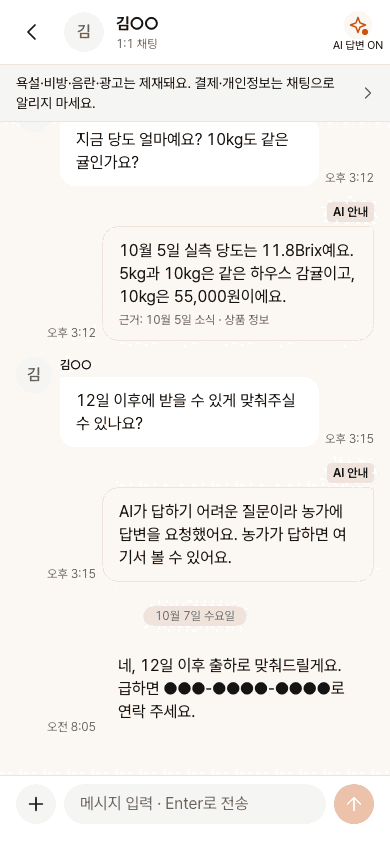 김
김○○
1:1 채팅
AI 답변 ON
욕설·비방·음란·광고는 제재돼요. 결제·개인정보는 채팅으로
알리지 마세요.
지금 당도 얼마예요? 10kg도 같은
귤인가요?
오후 3:12
AI 안내
10월 5일 실측 당도는 11.8Brix예요.
5kg과 10kg은 같은 하우스 감귤이고,
10kg은 55,000원이에요.
근거: 10월 5일 소식 · 상품 정보
오후 3:12
김
김○○
12일 이후에 받을 수 있게 맞춰주실
수 있나요?
오후 3:15
AI 안내
AI가 답하기 어려운 질문이라 농가에
답변을 요청했어요. 농가가 답하면 여
기서 볼 수 있어요.
오후 3:15
10월 7일 수요일
네, 12일 이후 출하로 맞춰드릴게요.
급하면 ●●●-●●●●-●●●●로
연락 주세요.
오전 8:05
메시지 입력 · Enter로 전송